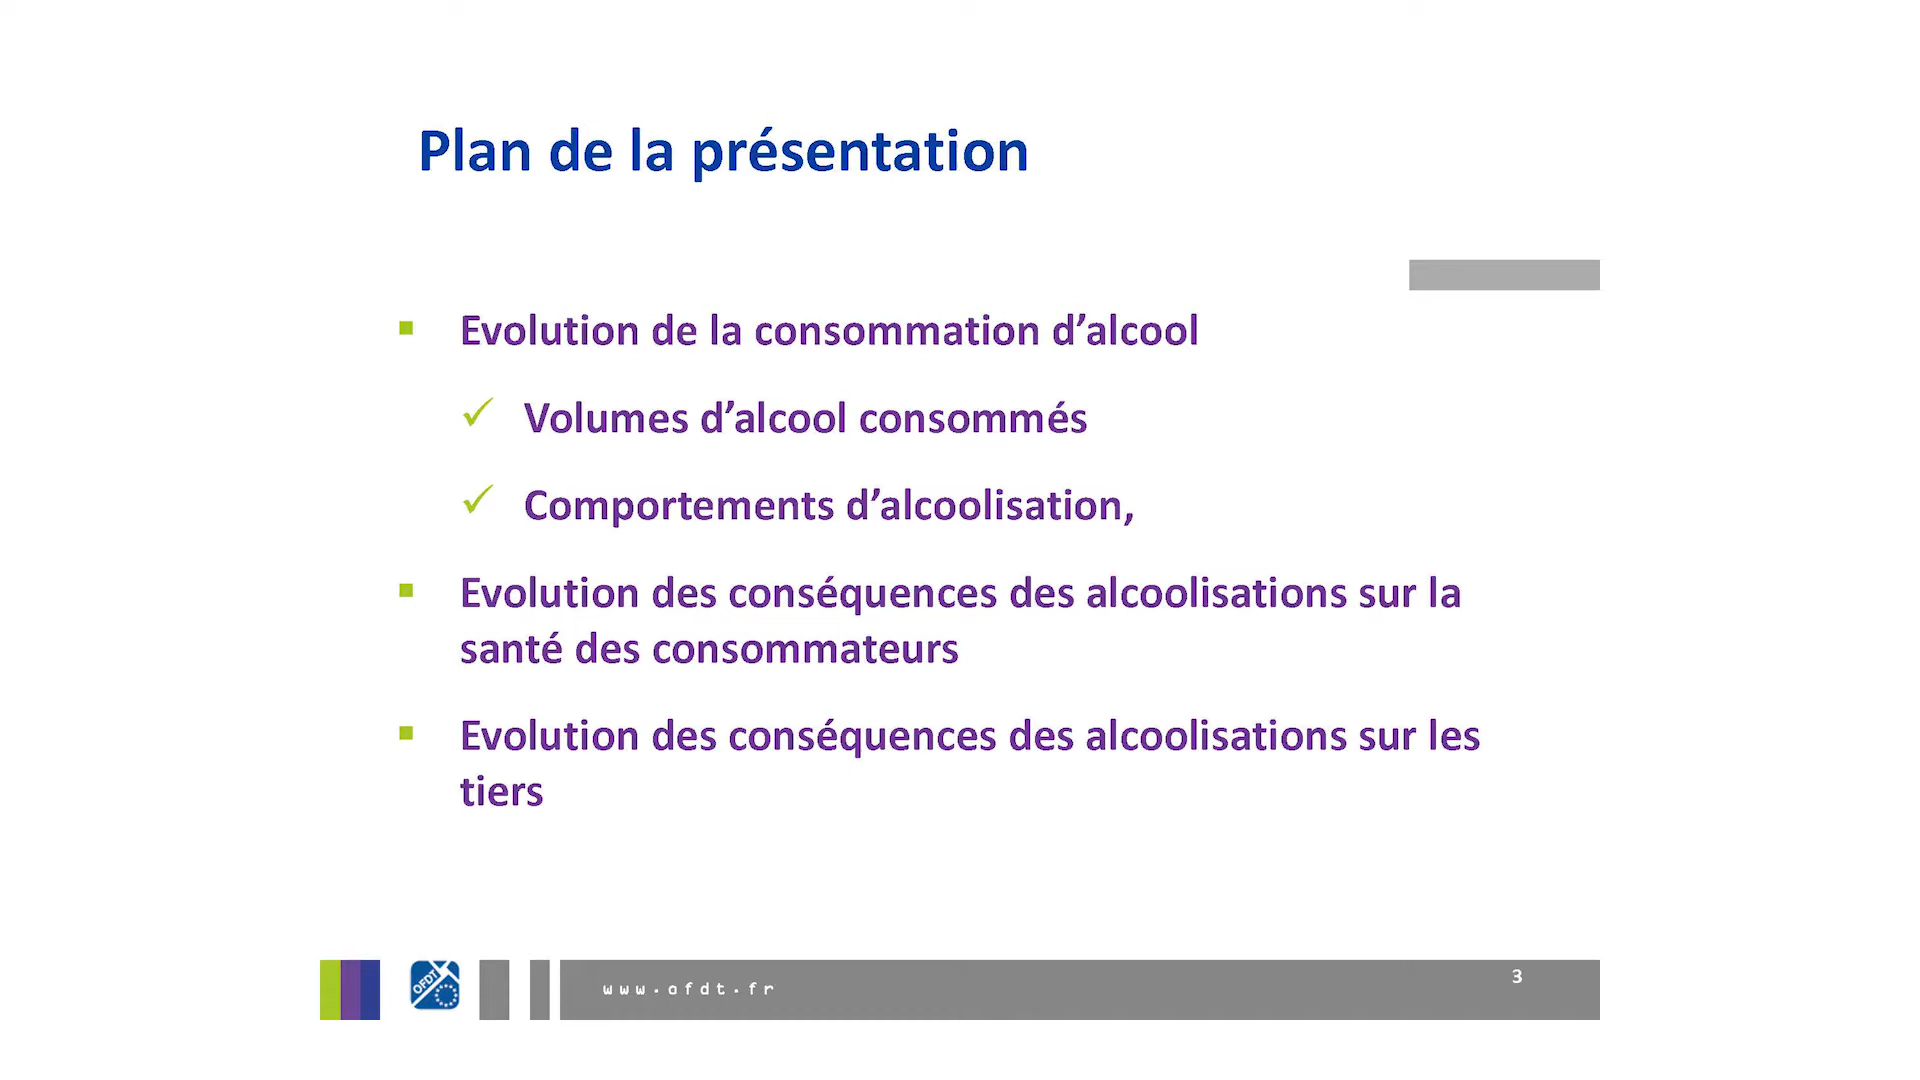 Plan de la présentation
Evolution de la consommation d’alcool
Volumes d’alcool consommés
Comportements d’alcoolisation,
Evolution des conséquences des alcoolisations sur la
santé des consommateurs
Evolution des conséquences des alcoolisations sur les
tiers
OFDT
www.ofdt.fr
3